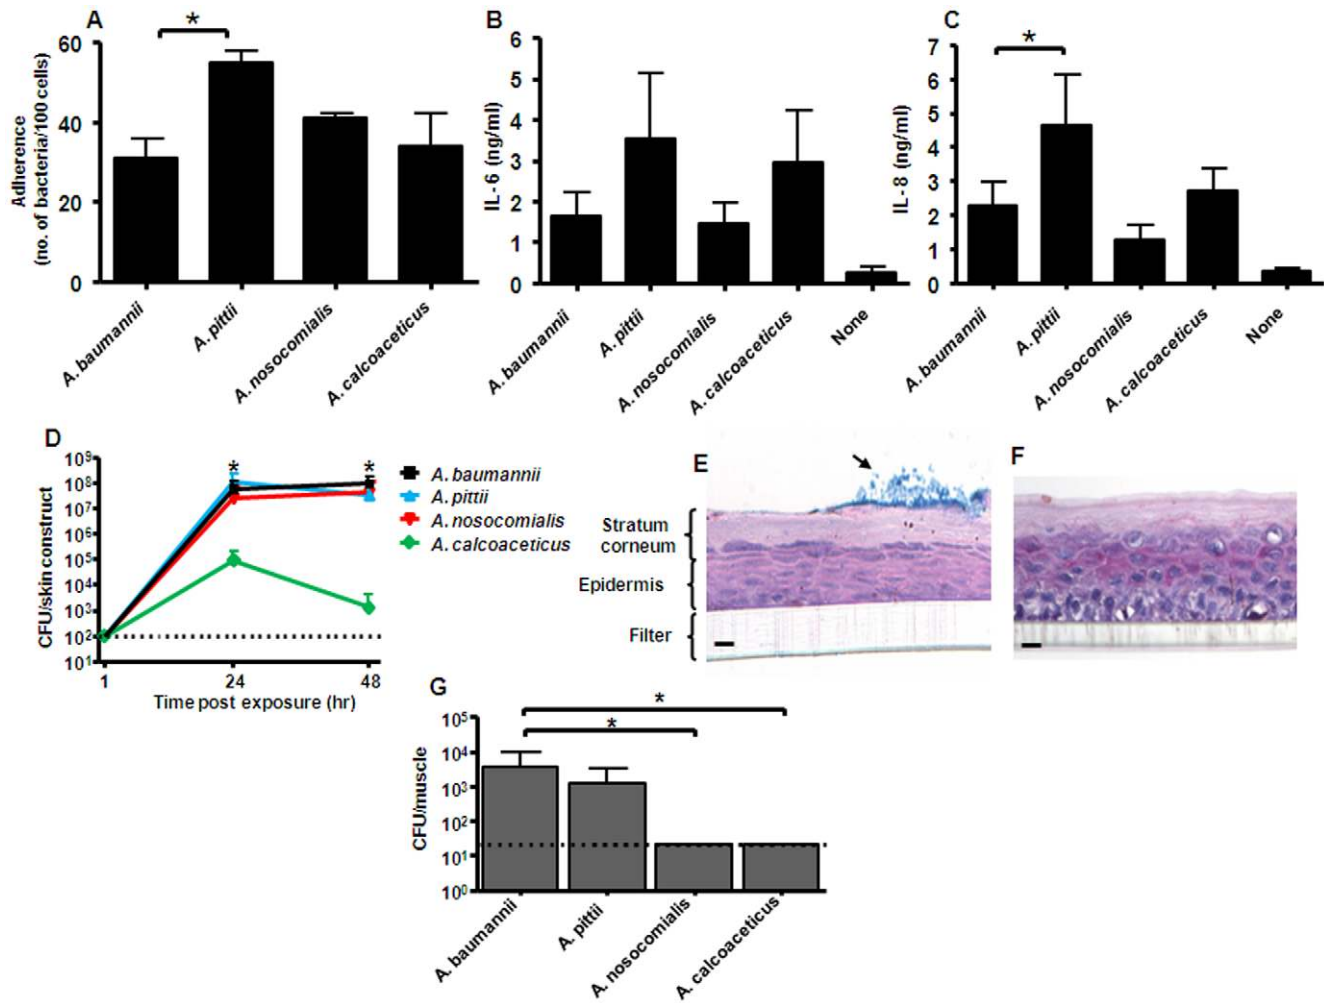 A
*
Adherence
(no. of bacteria/100 cells)
60
40
20
0
A. baumannii
A. pittii
A. nosocomialis
A. calcoaceticus
B
IL-6 (ng/ml)
6
5
4
3
2
1
0
A. baumannii
A. pittii
A. nosocomialis
A. calcoaceticus
None
C
*
IL-8 (ng/ml)
7
6
5
4
3
2
1
0
A. baumannii
A. pittii
A. nosocomialis
A. calcoaceticus
None
D
CFU/skin construct
10⁹
10⁸
10⁷
10⁶
10⁵
10⁴
10³
10²
10¹
*
*
1
24
48
Time post exposure (hr)
A. baumannii
A. pittii
A. nosocomialis
A. calcoaceticus
E
Stratum
corneum
Epidermis
Filter
F
G
*
*
CFU/muscle
10⁵
10⁴
10³
10²
10¹
10⁰
A. baumannii
A. pittii
A. nosocomialis
A. calcoaceticus